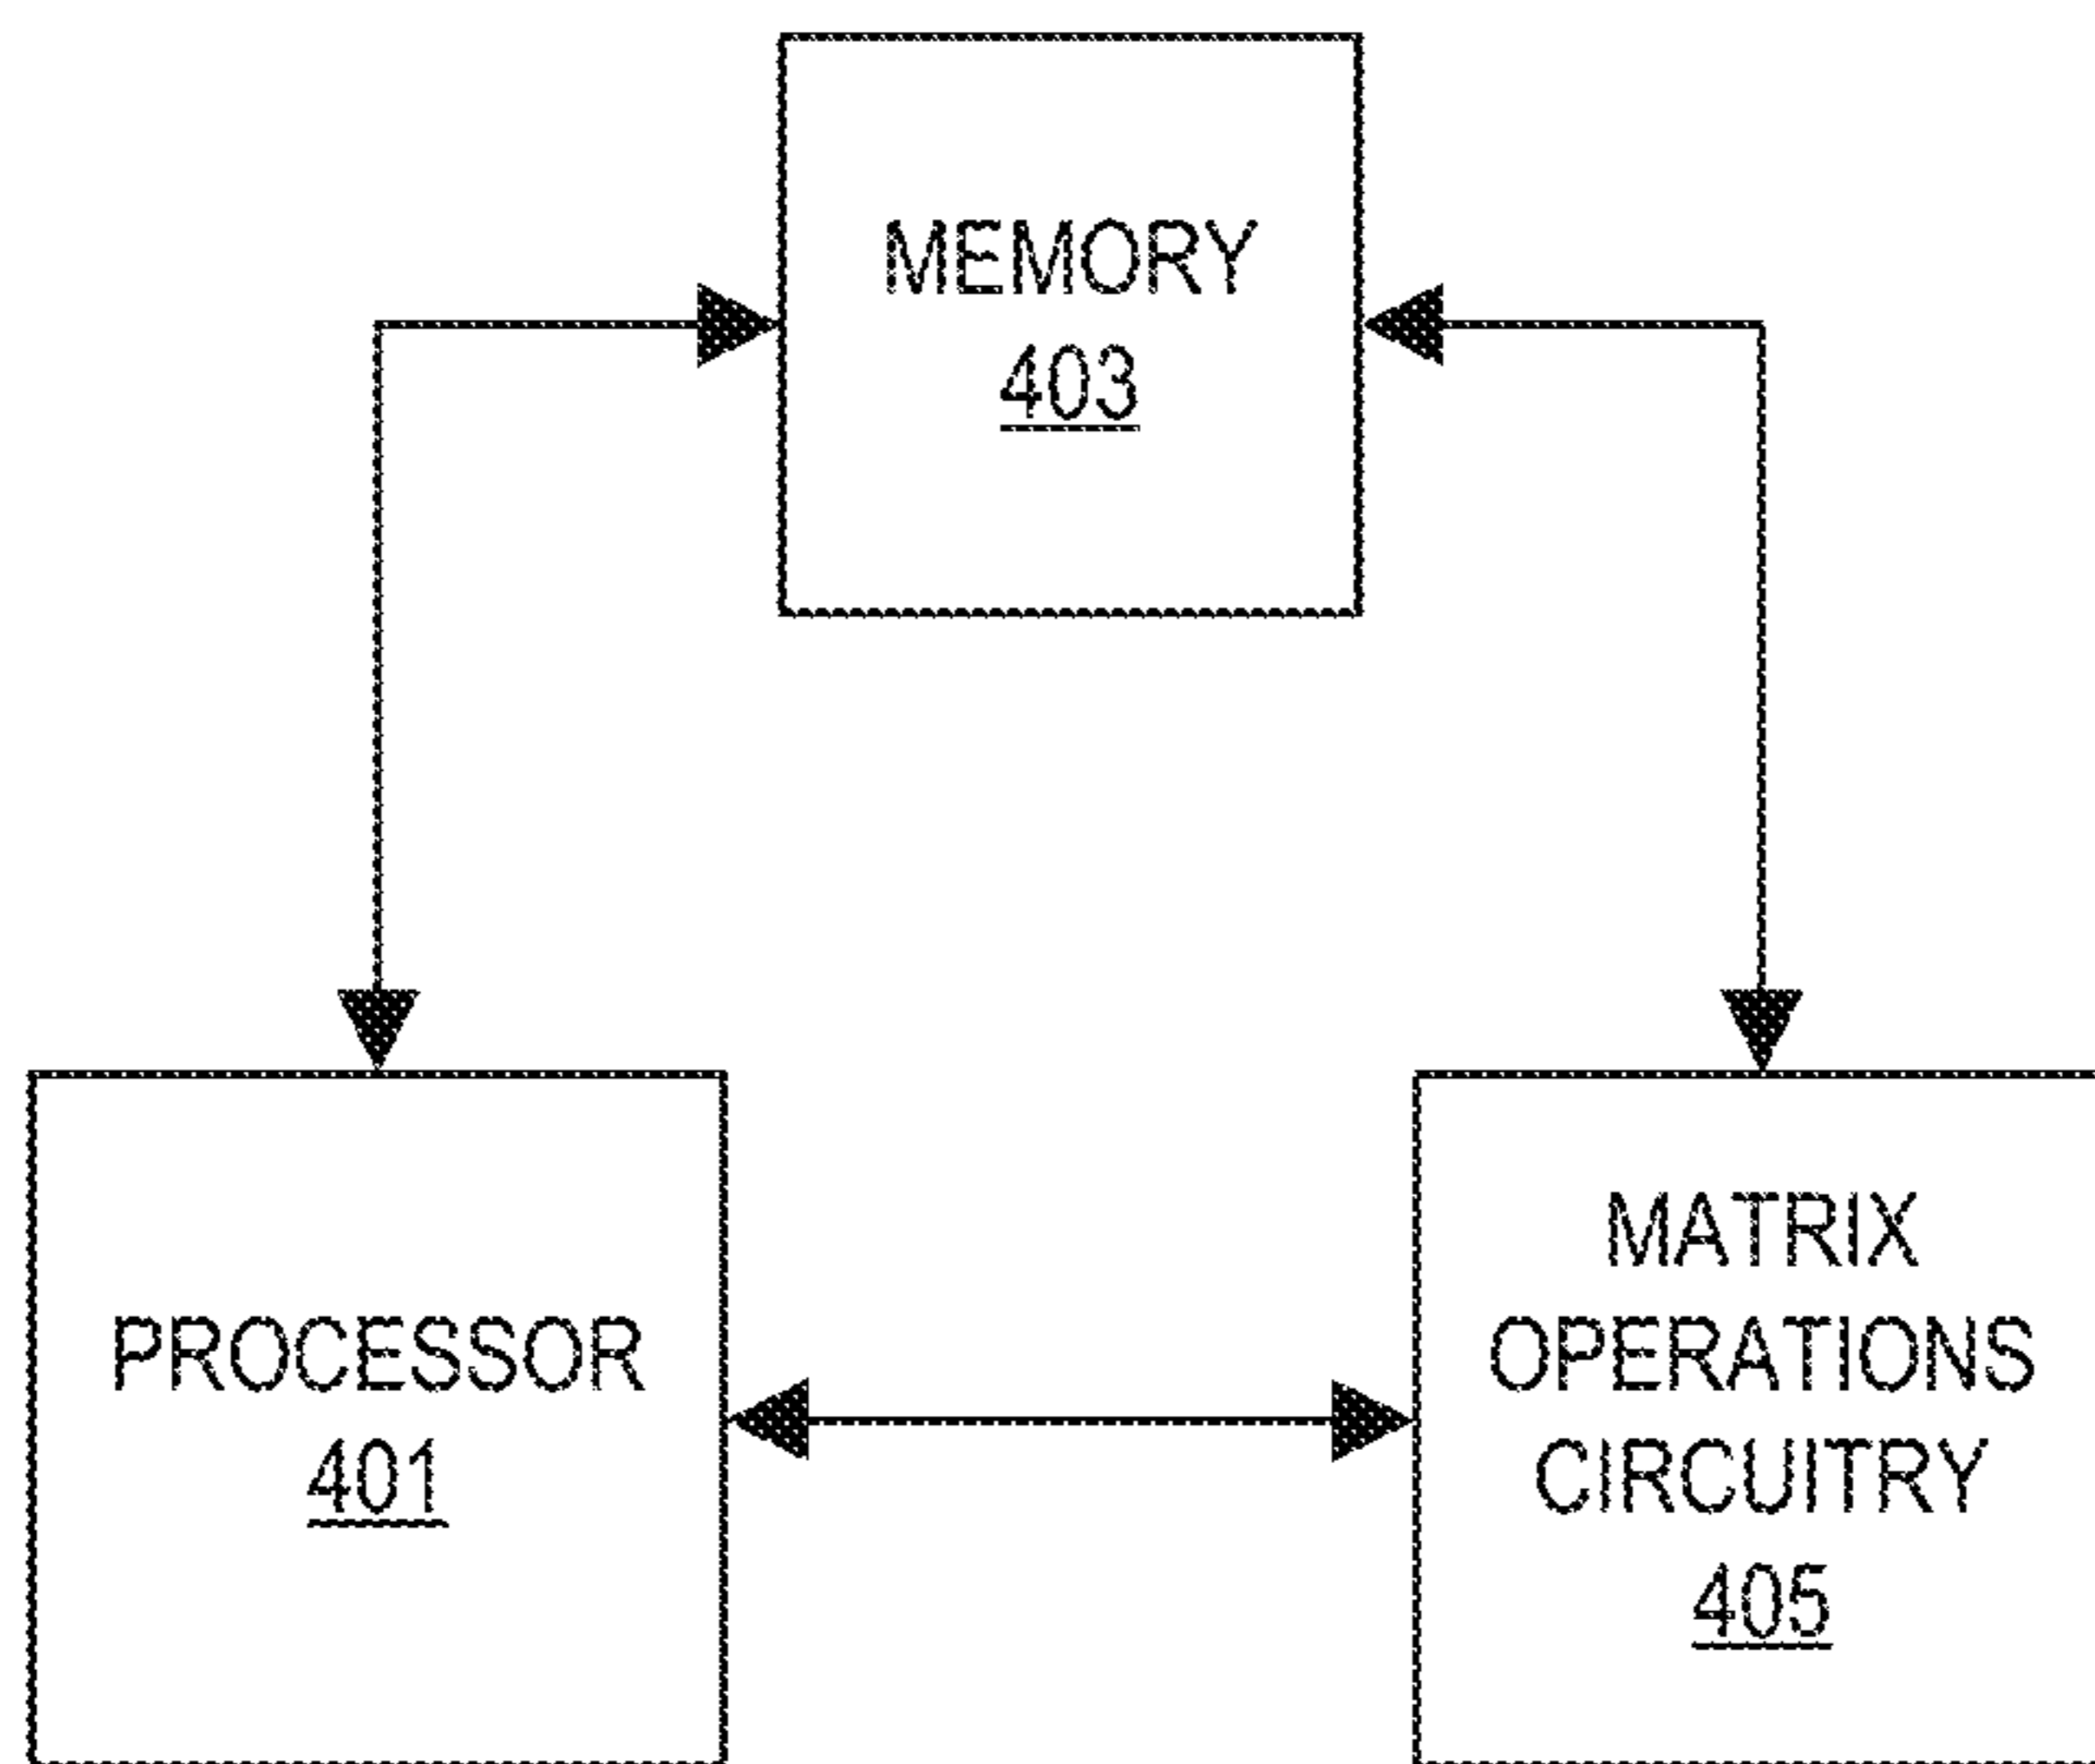 MEMORY
403
PROCESSOR
401
MATRIX
OPERATIONS
CIRCUITRY
405